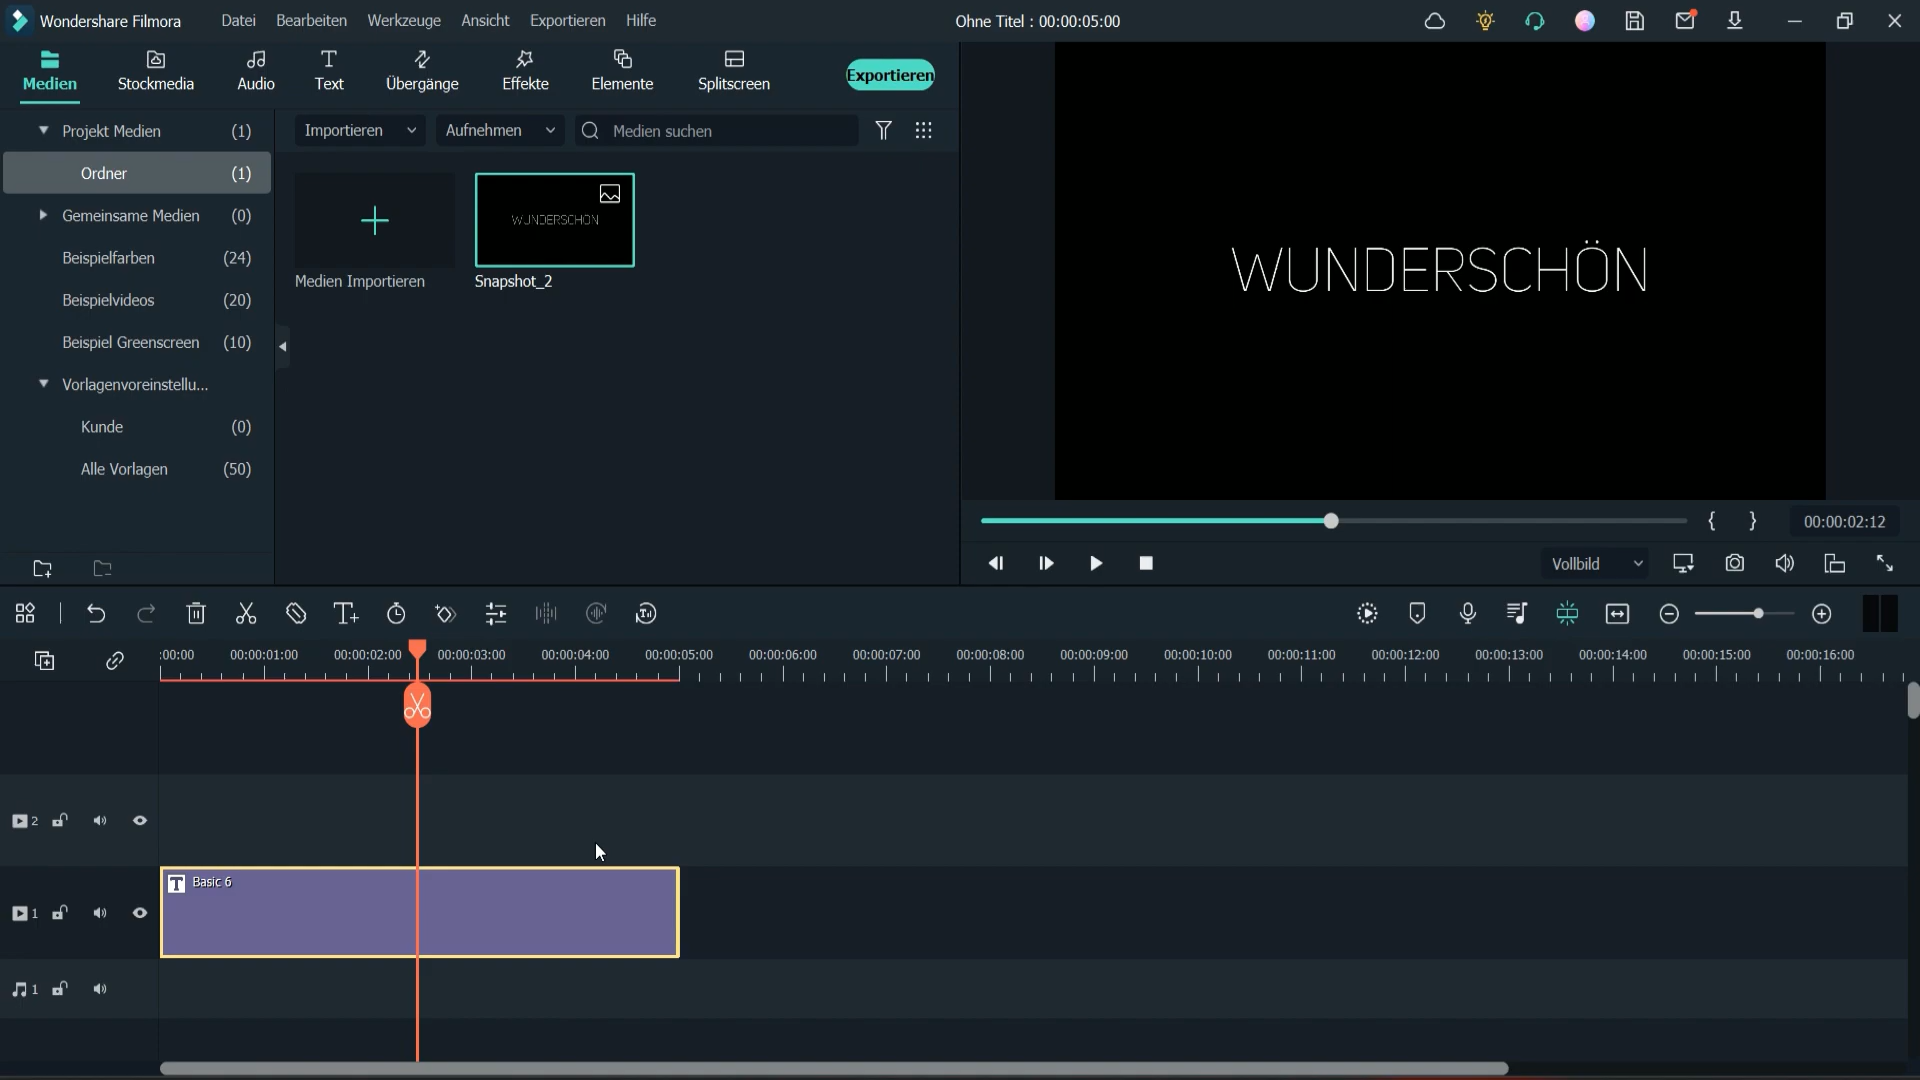 Wondershare Filmora
Datei Bearbeiten Werkzeuge Ansicht Exportieren Hilfe
Ohne Titel : 00:00:05:00
Medien Stockmedia Audio Text Übergänge Effekte Elemente Splitscreen Exportieren
Projekt Medien (1)
Ordner (1)
Gemeinsame Medien (0)
Beispielfarben (24)
Beispielvideos (20)
Beispiel Greenscreen (10)
Vorlagenvoreinstellu...
Kunde (0)
Alle Vorlagen (50)
Importieren Aufnehmen Medien suchen
WUNDERSCHÖN
Medien Importieren Snapshot_2
WUNDERSCHÖN
{ } 00:00:02:12
Vollbild
:00:00 00:00:01:00 00:00:02:00 00:00:03:00 00:00:04:00 00:00:05:00 00:00:06:00 00:00:07:00 00:00:08:00 00:00:09:00 00:00:10:00 00:00:11:00 00:00:12:00 00:00:13:00 00:00:14:00 00:00:15:00 00:00:16:00
2
T Basic 6
1
1